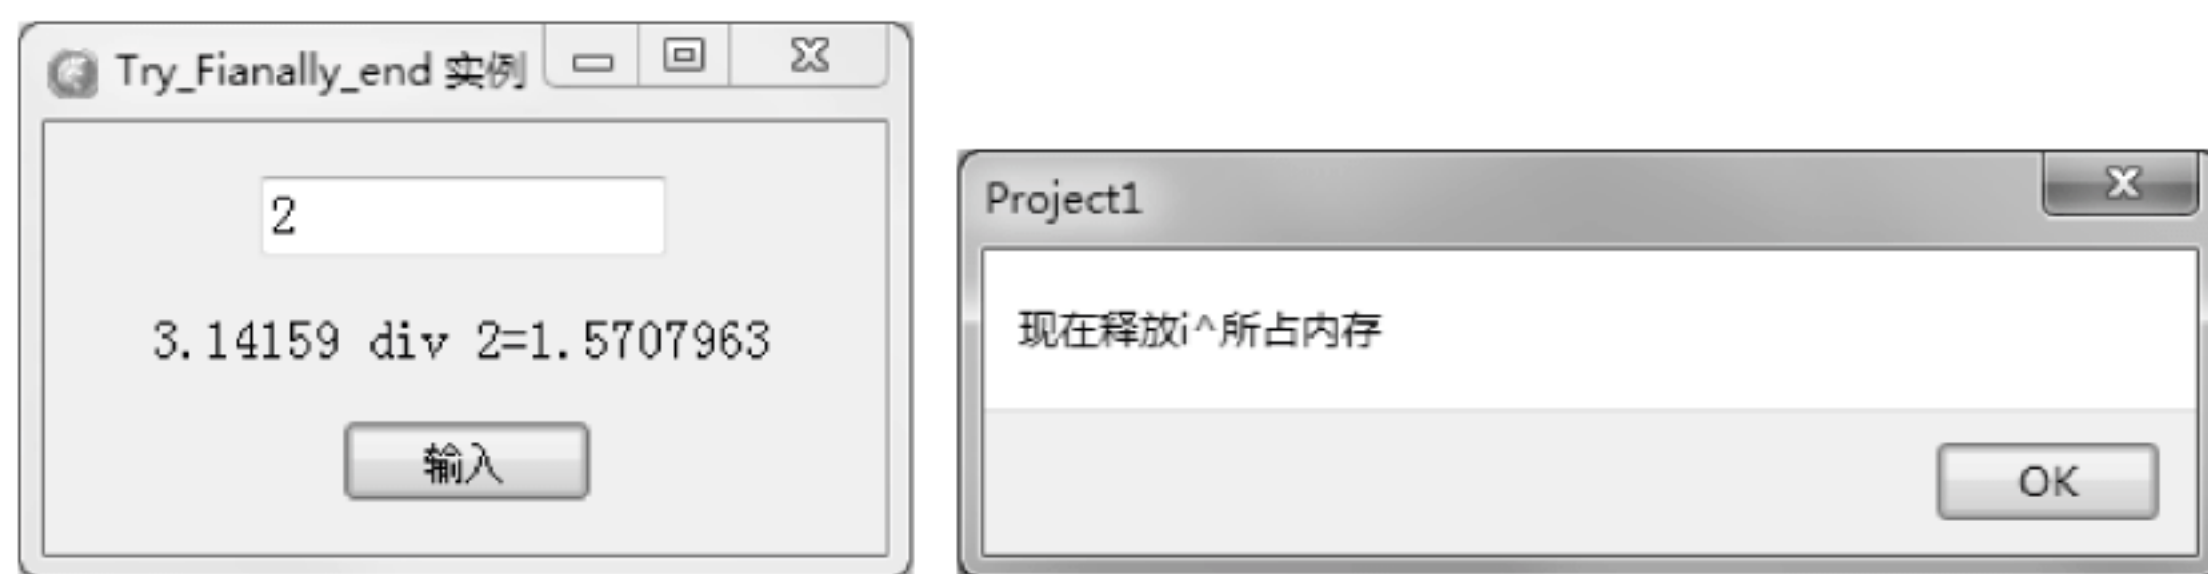 Try_Fianally_end 实例
2
3.14159 div 2=1.5707963
输入
Project1
现在释放i^所占内存
OK